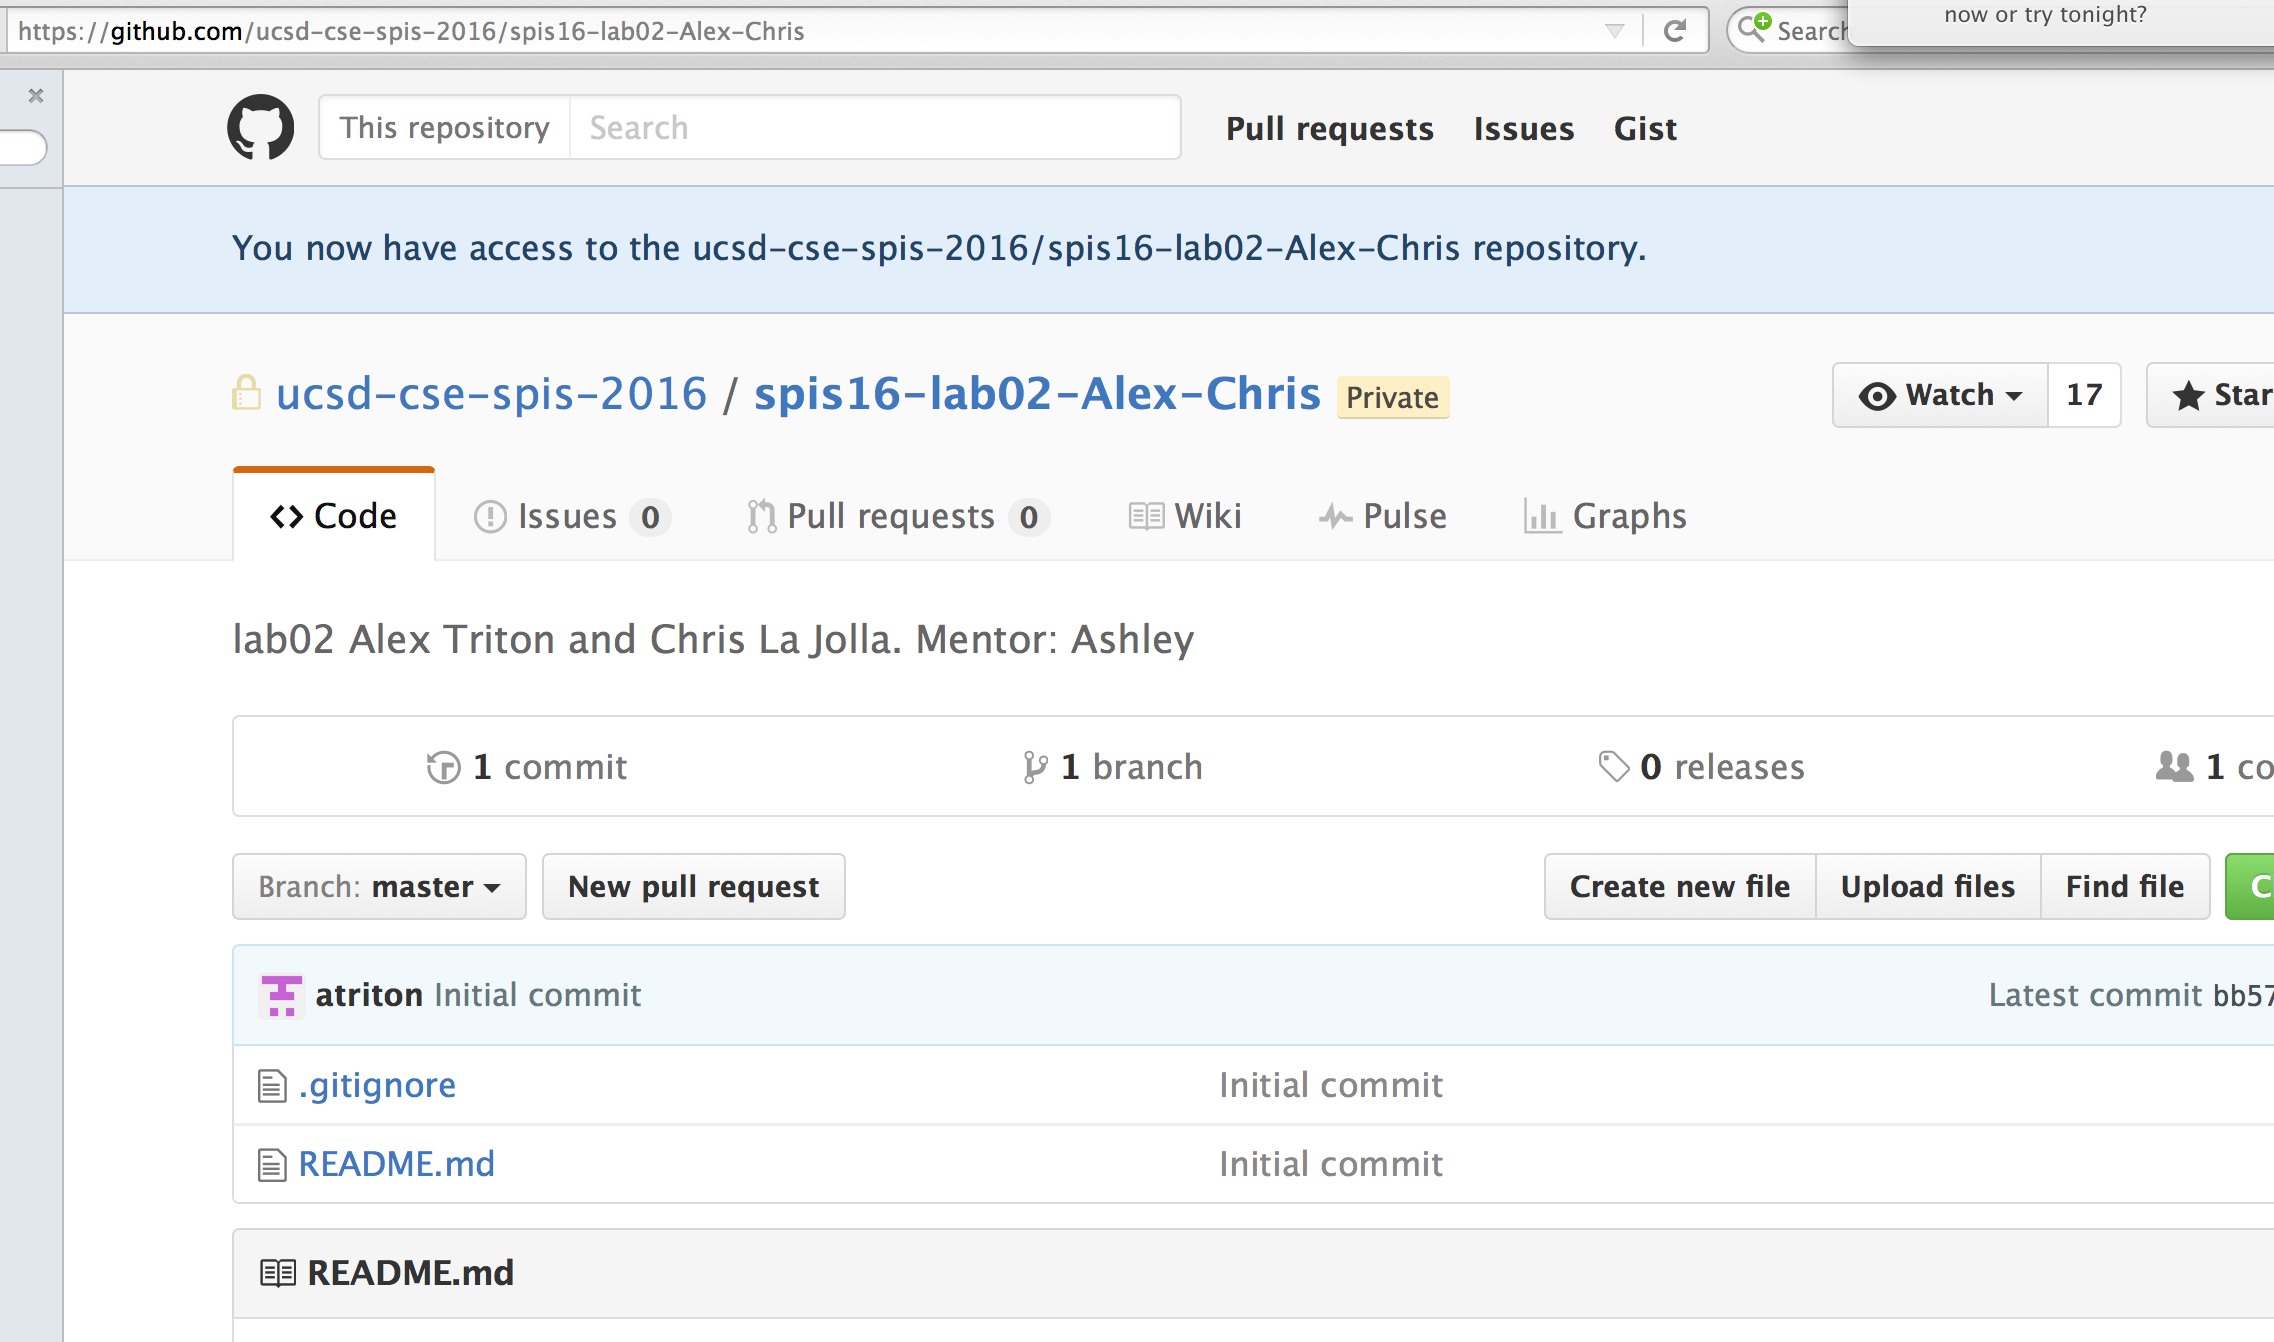 now or try tonight?
https://github.com/ucsd-cse-spis-2016/spis16-lab02-Alex-Chris
Search
This repository Search Pull requests Issues Gist
You now have access to the ucsd-cse-spis-2016/spis16-lab02-Alex-Chris repository.
ucsd-cse-spis-2016 / spis16-lab02-Alex-Chris Private Watch 17 Star
Code Issues 0 Pull requests 0 Wiki Pulse Graphs
lab02 Alex Triton and Chris La Jolla. Mentor: Ashley
1 commit 1 branch 0 releases 1 co
Branch: master New pull request Create new file Upload files Find file C
atriton Initial commit Latest commit bb57
.gitignore Initial commit
README.md Initial commit
README.md